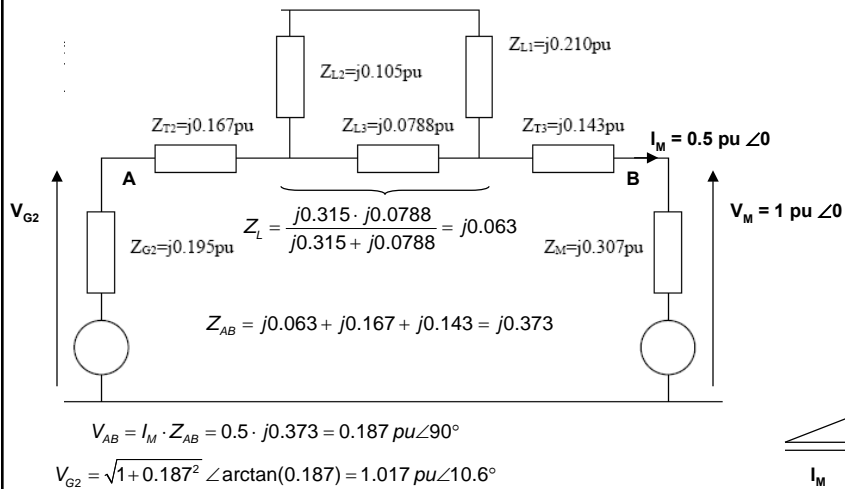 Z_L1=j0.210pu
Z_L2=j0.105pu
Z_T2=j0.167pu
Z_L3=j0.0788pu
Z_T3=j0.143pu
I_M = 0.5 pu ∠0
A
B
V_G2
V_M = 1 pu ∠0
Z_G2=j0.195pu
Z_L = (j0.315 · j0.0788) / (j0.315 + j0.0788) = j0.063
Z_M=j0.307pu
Z_AB = j0.063 + j0.167 + j0.143 = j0.373
V_AB = I_M · Z_AB = 0.5 · j0.373 = 0.187 pu∠90°
V_G2 = √(1+0.187²) ∠arctan(0.187) = 1.017 pu∠10.6°
I_M